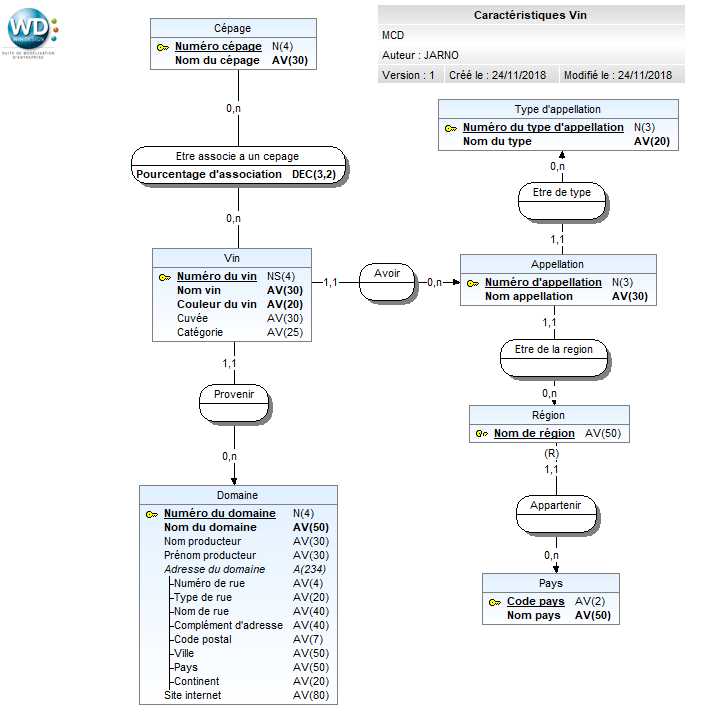 WD
WINDESIGN
SUITE DE MODELISATION
D'ENTREPRISE
Caractéristiques Vin
MCD
Auteur : JARNO
Version : 1 Créé le : 24/11/2018 Modifié le : 24/11/2018
Cépage
Numéro cépage N(4)
Nom du cépage AV(30)
0,n
Etre associe a un cepage
Pourcentage d'association DEC(3,2)
0,n
Vin
Numéro du vin NS(4)
Nom vin AV(30)
Couleur du vin AV(20)
Cuvée AV(30)
Catégorie AV(25)
1,1
Avoir
0,n
Type d'appellation
Numéro du type d'appellation N(3)
Nom du type AV(20)
0,n
Etre de type
1,1
Appellation
Numéro d'appellation N(3)
Nom appellation AV(30)
1,1
Etre de la region
0,n
Région
Nom de région AV(50)
(R)
1,1
Appartenir
0,n
Pays
Code pays AV(2)
Nom pays AV(50)
1,1
Provenir
0,n
Domaine
Numéro du domaine N(4)
Nom du domaine AV(50)
Nom producteur AV(30)
Prénom producteur AV(30)
Adresse du domaine A(234)
Numéro de rue AV(4)
Type de rue AV(20)
Nom de rue AV(40)
Complément d'adresse AV(40)
Code postal AV(7)
Ville AV(50)
Pays AV(50)
Continent AV(20)
Site internet AV(80)